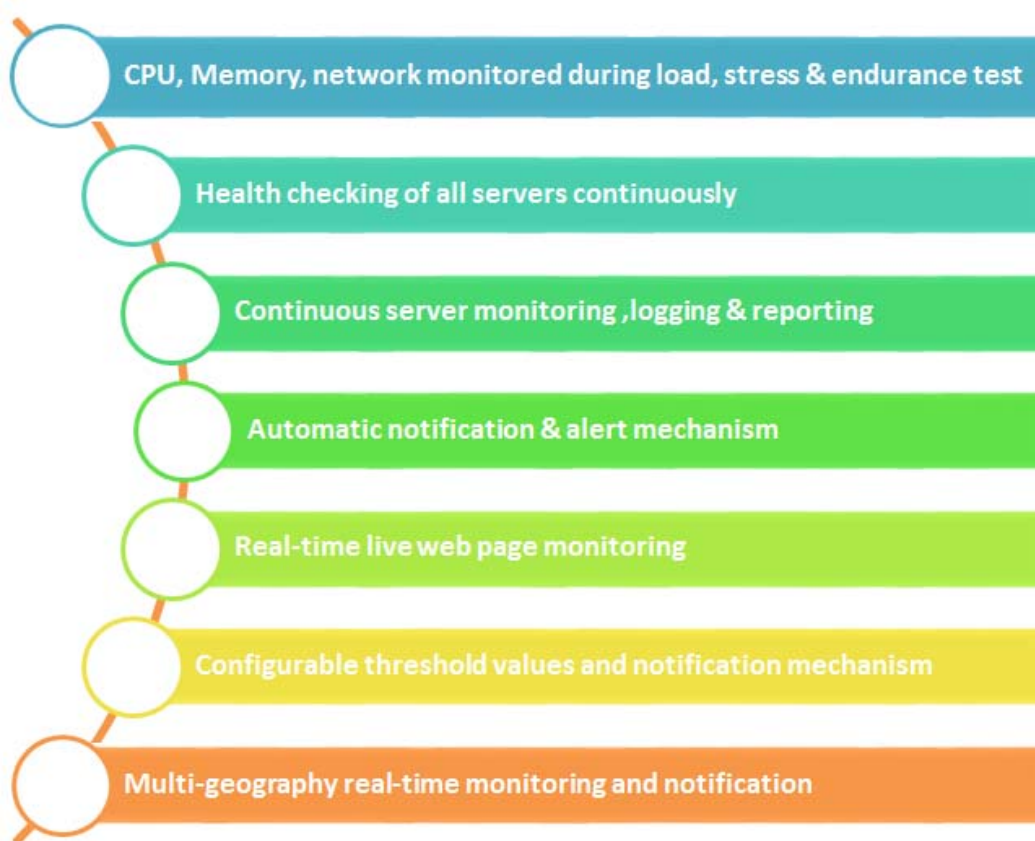 CPU, Memory, network monitored during load, stress & endurance test
Health checking of all servers continuously
Continuous server monitoring ,logging & reporting
Automatic notification & alert mechanism
Real-time live web page monitoring
Configurable threshold values and notification mechanism
Multi-geography real-time monitoring and notification